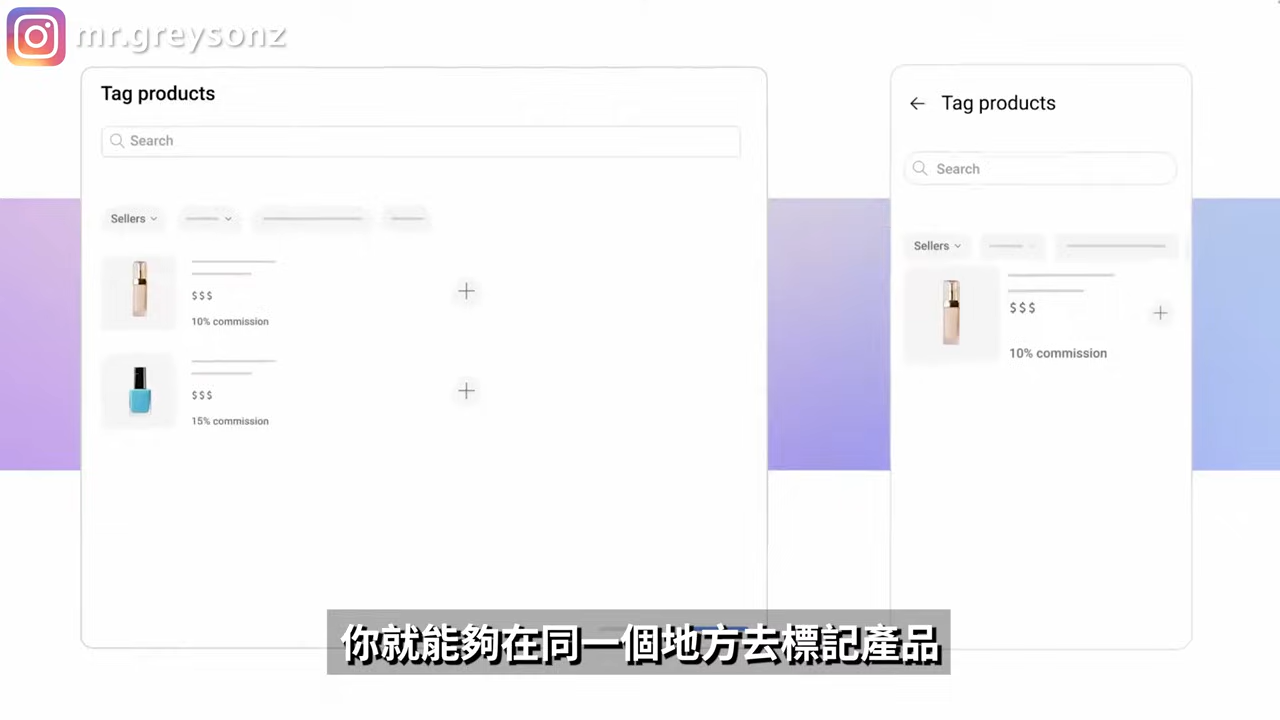 mr.greysonz
Tag products
Search
Sellers
$$$
10% commission
$$$
15% commission
Tag products
Search
Sellers
$$$
10% commission
你就能夠在同一個地方去標記產品